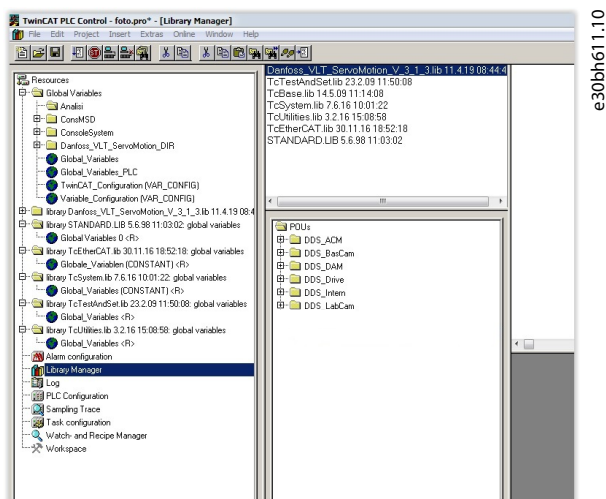 TwinCAT PLC Control - foto.pro* - [Library Manager]
File Edit Project Insert Extras Online Window Help
Resources
Global Variables
Analisi
ConsMSD
ConsoleSystem
Danfoss_VLT_ServoMotion_DIR
Global_Variables
Global_Variables_PLC
TwinCAT_Configuration (VAR_CONFIG)
Variable_Configuration (VAR_CONFIG)
library Danfoss_VLT_ServoMotion_V_3_1_3.lib 11.4.19 08:4
library STANDARD.LIB 5.6.98 11:03:02: global variables
Global Variables 0 <R>
library TcEtherCAT.lib 30.11.16 18:52:18: global variables
Globale_Variablen (CONSTANT) <R>
library TcSystem.lib 7.6.16 10:01:22: global variables
Global_Variables (CONSTANT) <R>
library TcTestAndSet.lib 23.2.09 11:50:08: global variables
Global_Variables <R>
library TcUtilities.lib 3.2.16 15:08:58: global variables
Global_Variables <R>
Alarm configuration
Library Manager
Log
PLC Configuration
Sampling Trace
Task configuration
Watch- and Recipe Manager
Workspace
Danfoss_VLT_ServoMotion_V_3_1_3.lib 11.4.19 08:44:4
TcTestAndSet.lib 23.2.09 11:50:08
TcBase.lib 14.5.09 11:14:08
TcSystem.lib 7.6.16 10:01:22
TcUtilities.lib 3.2.16 15:08:58
TcEtherCAT.lib 30.11.16 18:52:18
STANDARD.LIB 5.6.98 11:03:02
POUs
DDS_ACM
DDS_BasCam
DDS_DAM
DDS_Drive
DDS_Intern
DDS_LabCam
e30bh611.10